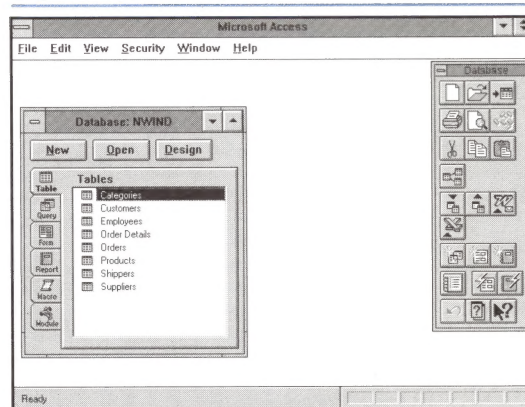 Microsoft Access
File Edit View Security Window Help
Database
Database: NWIND
New Open Design
Table
Query
Form
Report
Macro
Module
Tables
Categories
Customers
Employees
Order Details
Orders
Products
Shippers
Suppliers
Ready